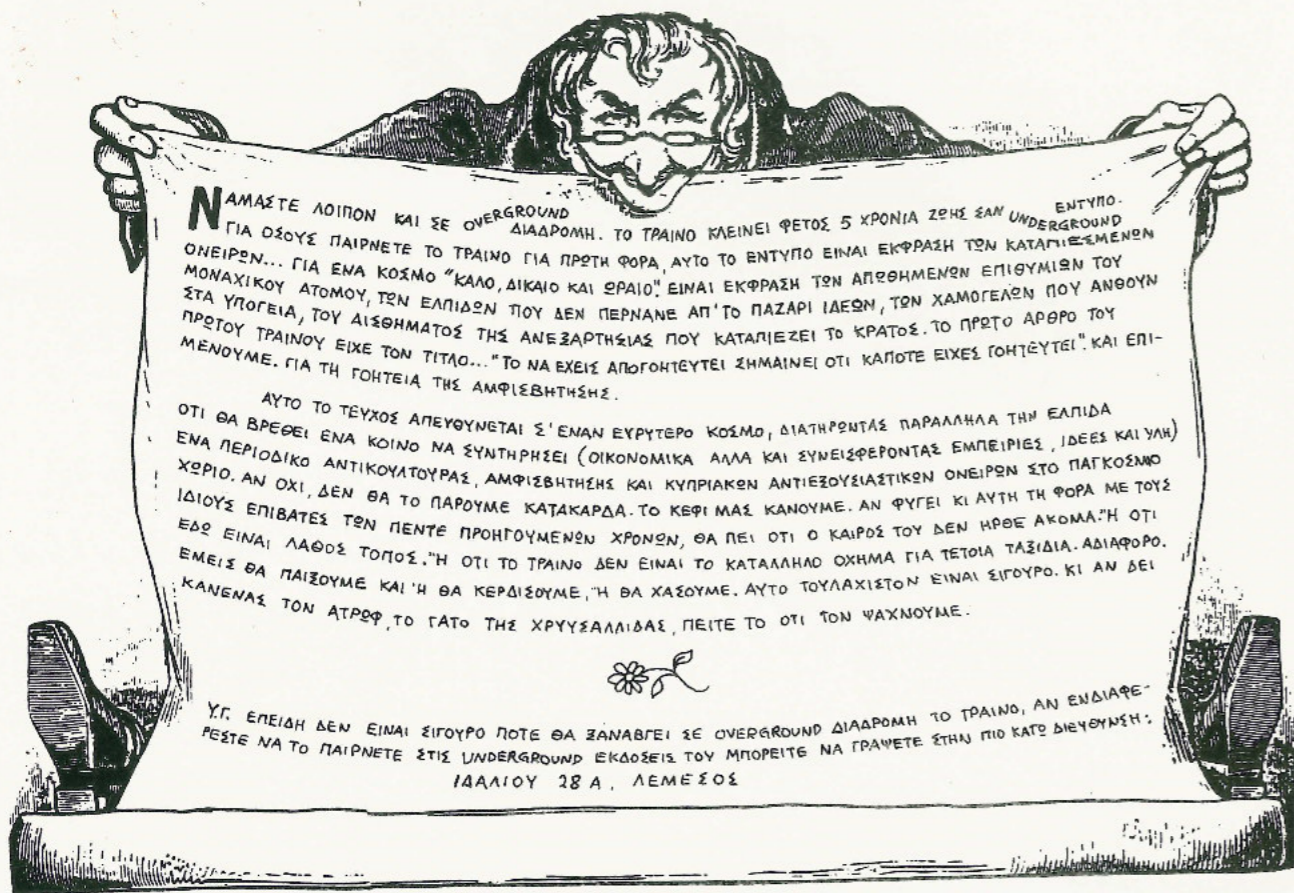 ΝΑΜΑΣΤΕ ΛΟΙΠΟΝ ΚΑΙ ΣΕ OVERGROUND ΔΙΑΔΡΟΜΗ. ΤΟ ΤΡΑΙΝΟ ΚΛΕΙΝΕΙ ΦΕΤΟΣ 5 ΧΡΟΝΙΑ ΖΩΗΣ ΣΑΝ UNDERGROUND ΕΝΤΥΠΟ.
ΓΙΑ ΟΣΟΥΣ ΠΑΙΡΝΕΤΕ ΤΟ ΤΡΑΙΝΟ ΓΙΑ ΠΡΩΤΗ ΦΟΡΑ, ΑΥΤΟ ΤΟ ΕΝΤΥΠΟ ΕΙΝΑΙ ΕΚΦΡΑΣΗ ΤΩΝ ΚΑΤΑΠΙΕΣΜΕΝΩΝ
ΟΝΕΙΡΩΝ... ΓΙΑ ΕΝΑ ΚΟΣΜΟ "ΚΑΛΟ, ΔΙΚΑΙΟ ΚΑΙ ΩΡΑΙΟ". ΕΙΝΑΙ ΕΚΦΡΑΣΗ ΤΩΝ ΑΠΩΘΗΜΕΝΩΝ ΕΠΙΘΥΜΙΩΝ ΤΟΥ
ΜΟΝΑΧΙΚΟΥ ΑΤΟΜΟΥ, ΤΩΝ ΕΛΠΙΔΩΝ ΠΟΥ ΔΕΝ ΠΕΡΝΑΝΕ ΑΠ'ΤΟ ΠΑΖΑΡΙ ΙΔΕΩΝ, ΤΩΝ ΧΑΜΟΓΕΛΩΝ ΠΟΥ ΑΝΘΟΥΝ
ΣΤΑ ΥΠΟΓΕΙΑ, ΤΟΥ ΑΙΣΘΗΜΑΤΟΣ ΤΗΣ ΑΝΕΞΑΡΤΗΣΙΑΣ ΠΟΥ ΚΑΤΑΠΙΕΖΕΙ ΤΟ ΚΡΑΤΟΣ. ΤΟ ΠΡΩΤΟ ΑΡΘΡΟ ΤΟΥ
ΠΡΩΤΟΥ ΤΡΑΙΝΟΥ ΕΙΧΕ ΤΟΝ ΤΙΤΛΟ... "ΤΟ ΝΑ ΕΧΕΙΣ ΑΠΟΓΟΗΤΕΥΤΕΙ ΣΗΜΑΙΝΕΙ ΟΤΙ ΚΑΠΟΤΕ ΕΙΧΕΣ ΓΟΗΤΕΥΤΕΙ". ΚΑΙ ΕΠΙ-
ΜΕΝΟΥΜΕ. ΓΙΑ ΤΗ ΓΟΗΤΕΙΑ ΤΗΣ ΑΜΦΙΣΒΗΤΗΣΗΣ.
ΑΥΤΟ ΤΟ ΤΕΥΧΟΣ ΑΠΕΥΘΥΝΕΤΑΙ Σ'ΕΝΑΝ ΕΥΡΥΤΕΡΟ ΚΟΣΜΟ, ΔΙΑΤΗΡΩΝΤΑΣ ΠΑΡΑΛΛΗΛΑ ΤΗΝ ΕΛΠΙΔΑ
ΟΤΙ ΘΑ ΒΡΕΘΕΙ ΕΝΑ ΚΟΙΝΟ ΝΑ ΣΥΝΤΗΡΗΣΕΙ (ΟΙΚΟΝΟΜΙΚΑ ΑΛΛΑ ΚΑΙ ΣΥΝΕΙΣΦΕΡΟΝΤΑΣ ΕΜΠΕΙΡΙΕΣ, ΙΔΕΕΣ ΚΑΙ ΥΛΗ)
ΕΝΑ ΠΕΡΙΟΔΙΚΟ ΑΝΤΙΚΟΥΛΤΟΥΡΑΣ, ΑΜΦΙΣΒΗΤΗΣΗΣ ΚΑΙ ΚΥΠΡΙΑΚΩΝ ΑΝΤΙΕΞΟΥΣΙΑΣΤΙΚΩΝ ΟΝΕΙΡΩΝ ΣΤΟ ΠΑΓΚΟΣΜΙΟ
ΧΩΡΙΟ. ΑΝ ΟΧΙ, ΔΕΝ ΘΑ ΤΟ ΠΑΡΟΥΜΕ ΚΑΤΑΚΑΡΔΑ. ΤΟ ΚΕΦΙ ΜΑΣ ΚΑΝΟΥΜΕ. ΑΝ ΦΥΓΕΙ ΚΙ ΑΥΤΗ ΤΗ ΦΟΡΑ ΜΕ ΤΟΥΣ
ΙΔΙΟΥΣ ΕΠΙΒΑΤΕΣ ΤΩΝ ΠΕΝΤΕ ΠΡΟΗΓΟΥΜΕΝΩΝ ΧΡΟΝΩΝ, ΘΑ ΠΕΙ ΟΤΙ Ο ΚΑΙΡΟΣ ΤΟΥ ΔΕΝ ΗΡΘΕ ΑΚΟΜΑ. Ή ΟΤΙ
ΕΔΩ ΕΙΝΑΙ ΛΑΘΟΣ ΤΟΠΟΣ. Ή ΟΤΙ ΤΟ ΤΡΑΙΝΟ ΔΕΝ ΕΙΝΑΙ ΤΟ ΚΑΤΑΛΛΗΛΟ ΟΧΗΜΑ ΓΙΑ ΤΕΤΟΙΑ ΤΑΞΙΔΙΑ. ΑΔΙΑΦΟΡΟ.
ΕΜΕΙΣ ΘΑ ΠΑΙΞΟΥΜΕ ΚΑΙ Ή ΘΑ ΚΕΡΔΙΣΟΥΜΕ, Ή ΘΑ ΧΑΣΟΥΜΕ. ΑΥΤΟ ΤΟΥΛΑΧΙΣΤΟΝ ΕΙΝΑΙ ΣΙΓΟΥΡΟ. ΚΙ ΑΝ ΔΕΙ
ΚΑΝΕΝΑΣ ΤΟΝ ΑΤΡΩΦ, ΤΟ ΓΑΤΟ ΤΗΣ ΧΡΥΥΣΑΛΛΙΔΑΣ, ΠΕΙΤΕ ΤΟ ΟΤΙ ΤΟΝ ΨΑΧΝΟΥΜΕ.
Υ.Γ. ΕΠΕΙΔΗ ΔΕΝ ΕΙΝΑΙ ΣΙΓΟΥΡΟ ΠΟΤΕ ΘΑ ΞΑΝΑΒΓΕΙ ΣΕ OVERGROUND ΔΙΑΔΡΟΜΗ ΤΟ ΤΡΑΙΝΟ, ΑΝ ΕΝΔΙΑΦΕ-
ΡΕΣΤΕ ΝΑ ΤΟ ΠΑΙΡΝΕΤΕ ΣΤΙΣ UNDERGROUND ΕΚΔΟΣΕΙΣ ΤΟΥ ΜΠΟΡΕΙΤΕ ΝΑ ΓΡΑΨΕΤΕ ΣΤΗΝ ΠΙΟ ΚΑΤΩ ΔΙΕΥΘΥΝΣΗ:
ΙΔΑΛΙΟΥ 28 Α, ΛΕΜΕΣΟΣ